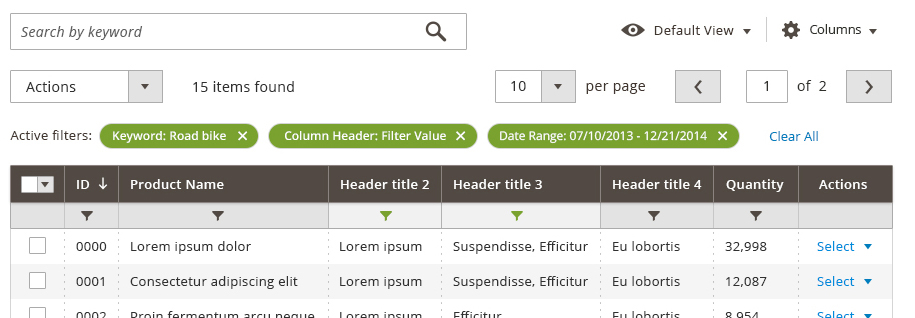 Search by keyword
Default View
Columns
Actions
15 items found
10
per page
1
of 2
Active filters:
Keyword: Road bike
Column Header: Filter Value
Date Range: 07/10/2013 - 12/21/2014
Clear All
ID Product Name Header title 2 Header title 3 Header title 4 Quantity Actions
0000 Lorem ipsum dolor Lorem ipsum Suspendisse, Efficitur Eu lobortis 32,998 Select
0001 Consectetur adipiscing elit Lorem ipsum Suspendisse, Efficitur Eu lobortis 12,087 Select
0002 Proin fermentum arcu neque Lorem ipsum Efficitur Eu lobortis 8,954 Select